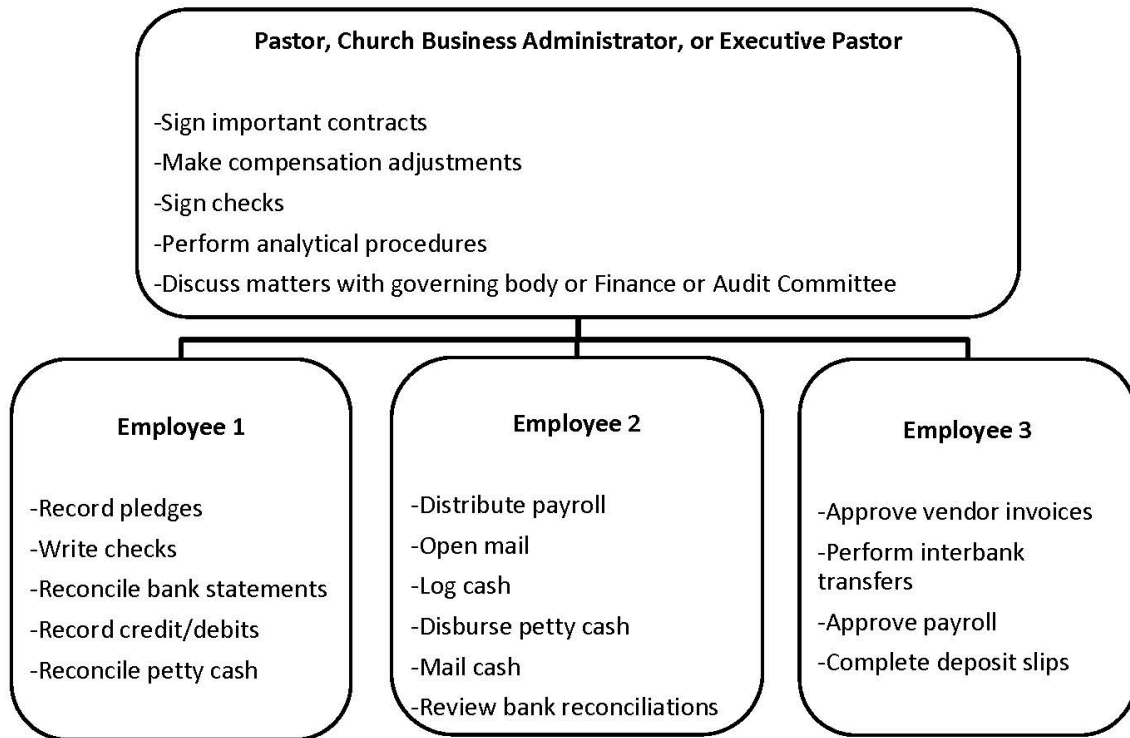 Pastor, Church Business Administrator, or Executive Pastor
-Sign important contracts
-Make compensation adjustments
-Sign checks
-Perform analytical procedures
-Discuss matters with governing body or Finance or Audit Committee
Employee 1
-Record pledges
-Write checks
-Reconcile bank statements
-Record credit/debits
-Reconcile petty cash
Employee 2
-Distribute payroll
-Open mail
-Log cash
-Disburse petty cash
-Mail cash
-Review bank reconciliations
Employee 3
-Approve vendor invoices
-Perform interbank
transfers
-Approve payroll
-Complete deposit slips